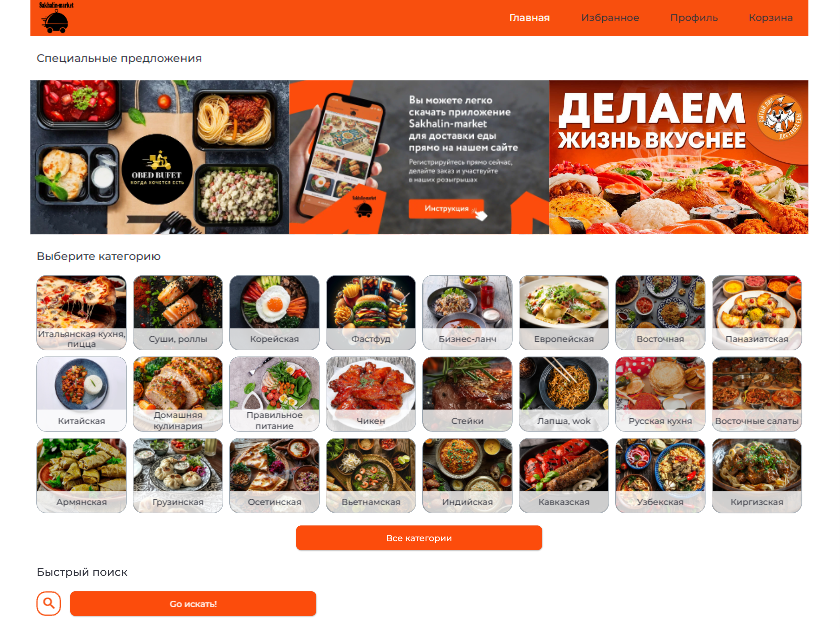 Sakhalin-market
Главная
Избранное
Профиль
Корзина
Специальные предложения
OBED BUFET
КОГДА ХОЧЕТСЯ ЕСТЬ
Вы можете легко
скачать приложение
Sakhalin-market
для доставки еды
прямо на нашем сайте
Регистрируйтесь прямо сейчас,
делайте заказ и участвуйте
в наших розыгрышах
Инструкция
Sakhalin-market
ДЕЛАЕМ
ЖИЗНЬ ВКУСНЕЕ
Выберите категорию
Итальянская кухня,
пицца
Суши, роллы
Корейская
Фастфуд
Бизнес-ланч
Европейская
Восточная
Паназиатская
Китайская
Домашняя
кулинария
Правильное
питание
Чикен
Стейки
Лапша, wok
Русская кухня
Восточные салаты
Армянская
Грузинская
Осетинская
Вьетнамская
Индийская
Кавказская
Узбекская
Киргизская
Все категории
Быстрый поиск
Go искать!